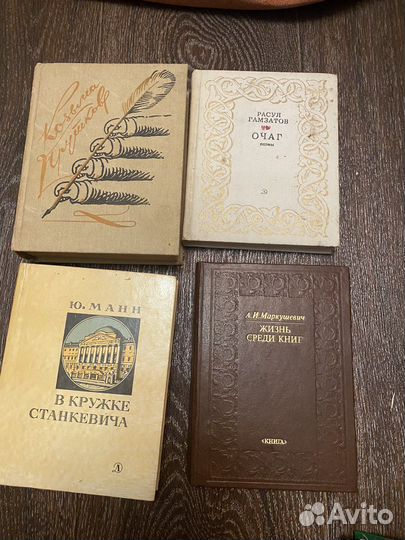 Козьма
Прутков
РАСУЛ
ГАМЗАТОВ
ОЧАГ
поэмы
Ю. МАНН
В КРУЖКЕ
СТАНКЕВИЧА
А.И.Маркушевич
ЖИЗНЬ
СРЕДИ КНИГ
«КНИГА»
Avito